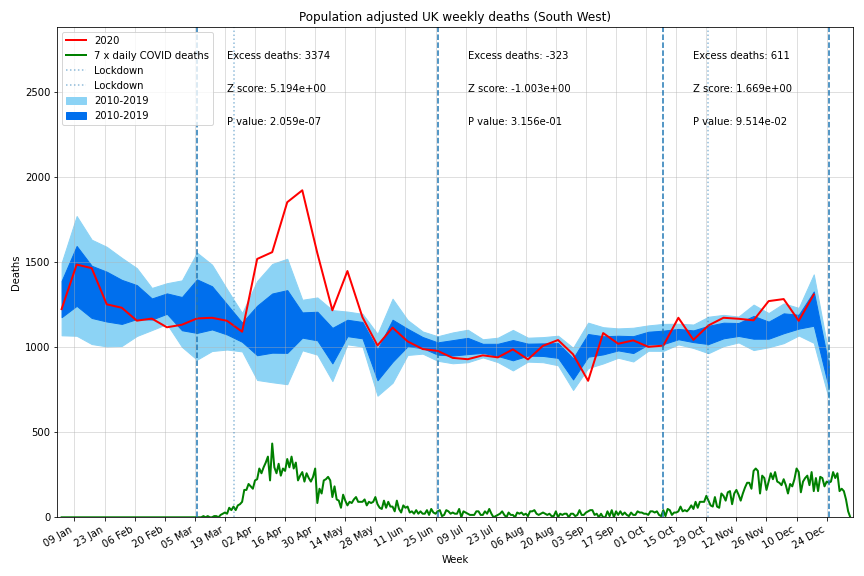 Population adjusted UK weekly deaths (South West)
2020
7 x daily COVID deaths
Lockdown
Lockdown
2010-2019
2010-2019
Excess deaths: 3374
Z score: 5.194e+00
P value: 2.059e-07
Excess deaths: -323
Z score: -1.003e+00
P value: 3.156e-01
Excess deaths: 611
Z score: 1.669e+00
P value: 9.514e-02
Deaths
2500
2000
1500
1000
500
0
09 Jan
23 Jan
06 Feb
20 Feb
05 Mar
19 Mar
02 Apr
16 Apr
30 Apr
14 May
28 May
11 Jun
25 Jun
09 Jul
23 Jul
06 Aug
20 Aug
03 Sep
17 Sep
01 Oct
15 Oct
29 Oct
12 Nov
26 Nov
10 Dec
24 Dec
Week